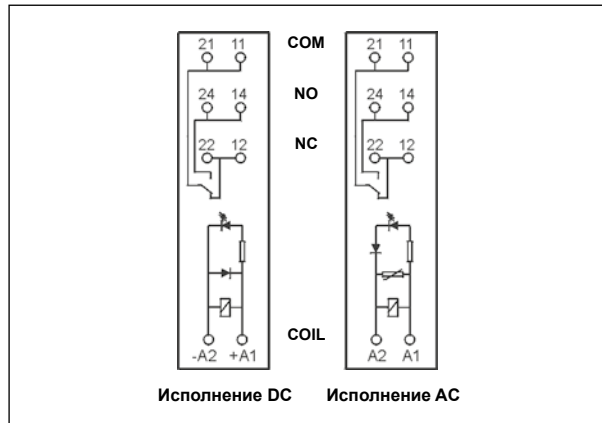 21 11 COM 21 11
24 14 NO 24 14
22 12 NC 22 12
-A2 +A1 COIL A2 A1
Исполнение DC Исполнение AC